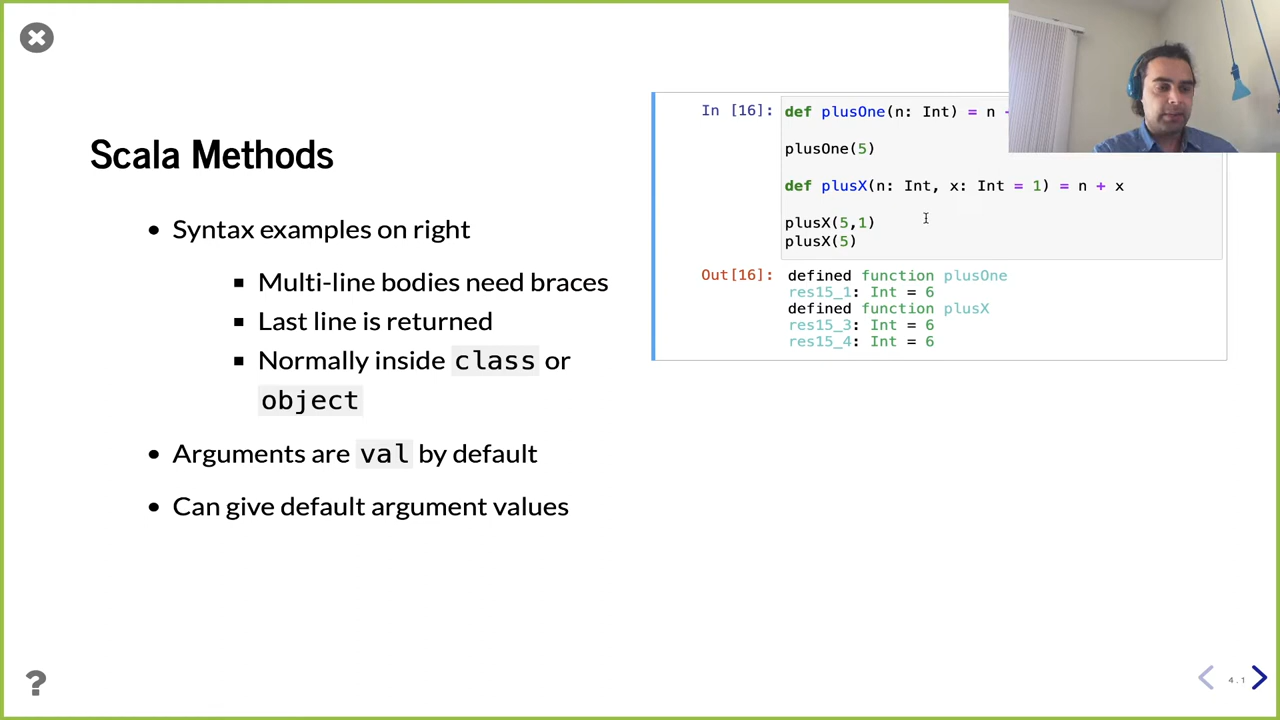 Scala Methods
• Syntax examples on right
▪ Multi-line bodies need braces
▪ Last line is returned
▪ Normally inside class or
object
• Arguments are val by default
• Can give default argument values
In [16]: def plusOne(n: Int) = n
plusOne(5)
def plusX(n: Int, x: Int = 1) = n + x
plusX(5,1)
plusX(5)
Out[16]: defined function plusOne
res15_1: Int = 6
defined function plusX
res15_3: Int = 6
res15_4: Int = 6
?
4.1